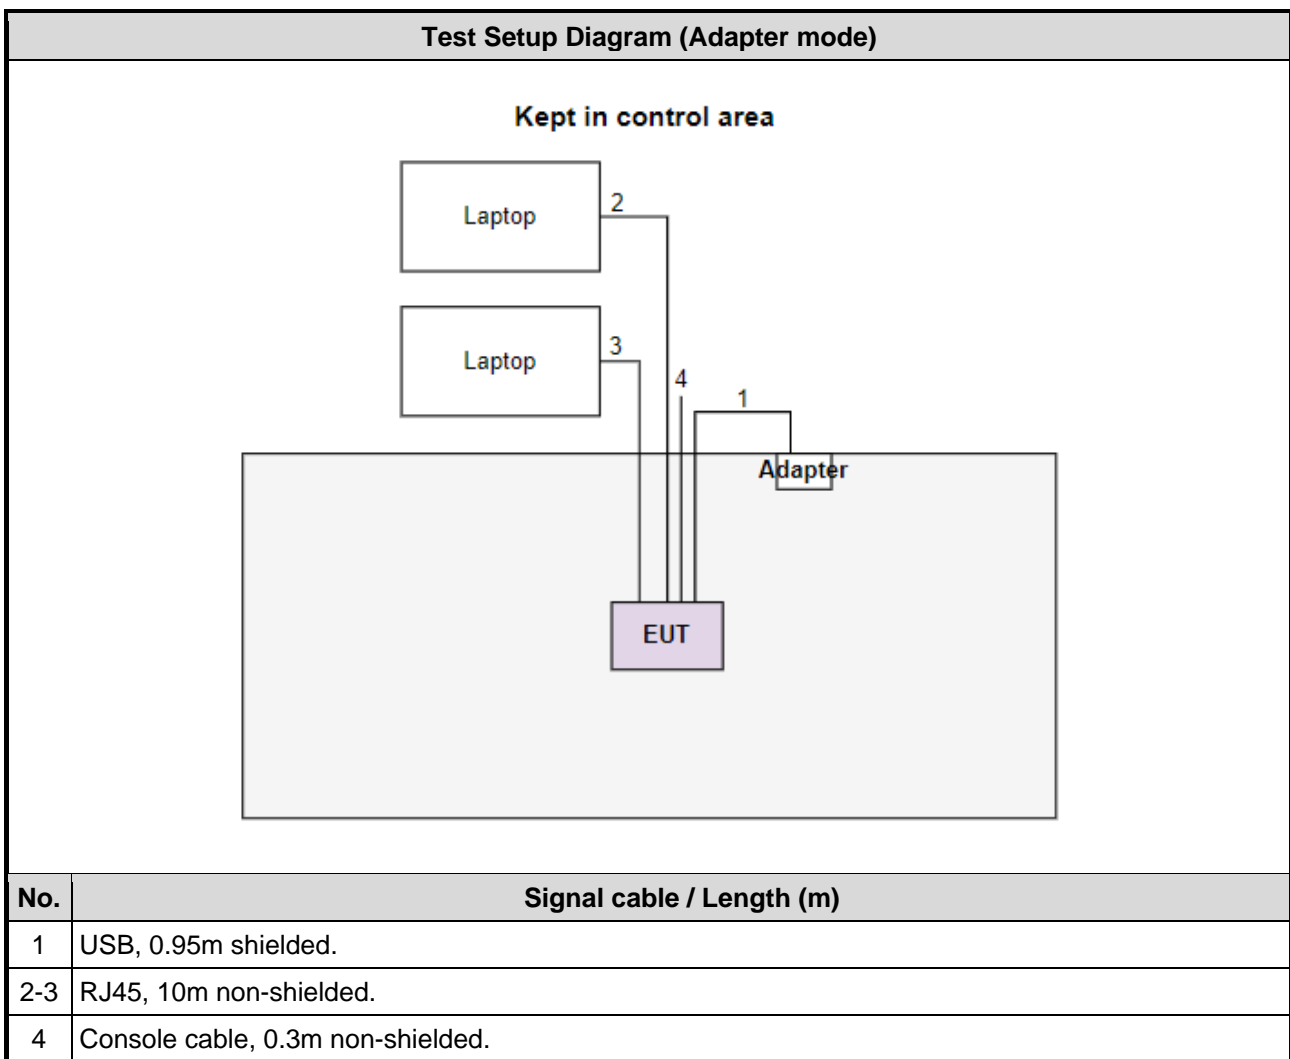 Test Setup Diagram (Adapter mode)
Kept in control area
Laptop
2
Laptop
3
4
1
Adapter
EUT
No. Signal cable / Length (m)
1 USB, 0.95m shielded.
2-3 RJ45, 10m non-shielded.
4 Console cable, 0.3m non-shielded.